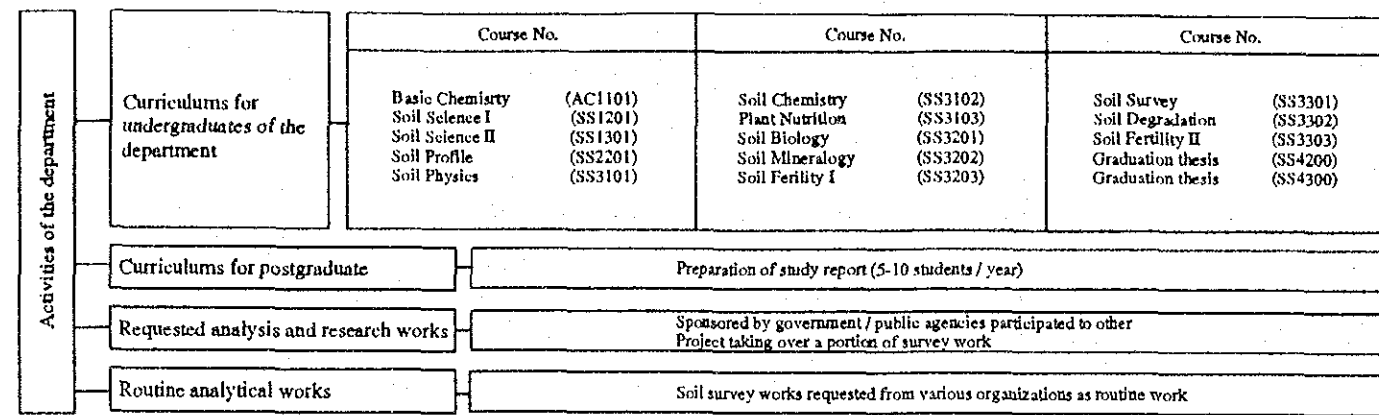 Activities of the department
Curriculums for
undergraduates of the
department
Course No.
Basic Chemisrty (AC1101)
Soil Science I (SS1201)
Soil Science II (SS1301)
Soil Profile (SS2201)
Soil Physics (SS3101)
Course No.
Soil Chemistry (SS3102)
Plant Nutrition (SS3103)
Soil Biology (SS3201)
Soil Mineralogy (SS3202)
Soil Ferility I (SS3203)
Course No.
Soil Survey (SS3301)
Soil Degradation (SS3302)
Soil Fertility II (SS3303)
Graduation thesis (SS4200)
Graduation thesis (SS4300)
Curriculums for postgraduate
Preparation of study report (5-10 students / year)
Requested analysis and research works
Sponsored by government / public agencies participated to other
Project taking over a portion of survey work
Routine analytical works
Soil survey works requested from various organizations as routine work